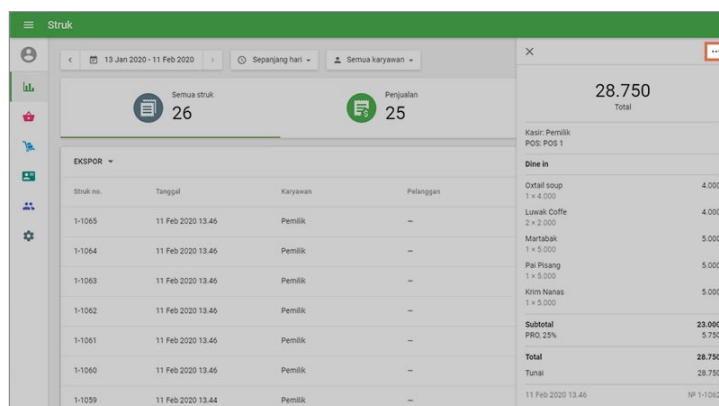 Struk
13 Jan 2020 - 11 Feb 2020
Sepanjang hari
Semua karyawan
Semua struk
26
Penjualan
25
EKSPOR
Struk no. Tanggal Karyawan Pelanggan
1-1065 11 Feb 2020 13.46 Pemilik –
1-1064 11 Feb 2020 13.46 Pemilik –
1-1063 11 Feb 2020 13.46 Pemilik –
1-1062 11 Feb 2020 13.46 Pemilik –
1-1061 11 Feb 2020 13.46 Pemilik –
1-1060 11 Feb 2020 13.46 Pemilik –
1-1059 11 Feb 2020 13.44 Pemilik –
28.750
Total
Kasir: Pemilik
POS: POS 1
Dine in
Oxtail soup 4.000
1 × 4.000
Luwak Coffe 4.000
2 × 2.000
Martabak 5.000
1 × 5.000
Pai Pisang 5.000
1 × 5.000
Krim Nanas 5.000
1 × 5.000
Subtotal 23.000
PRO, 25% 5.750
Total 28.750
Tunai 28.750
11 Feb 2020 13.46 № 1-1062